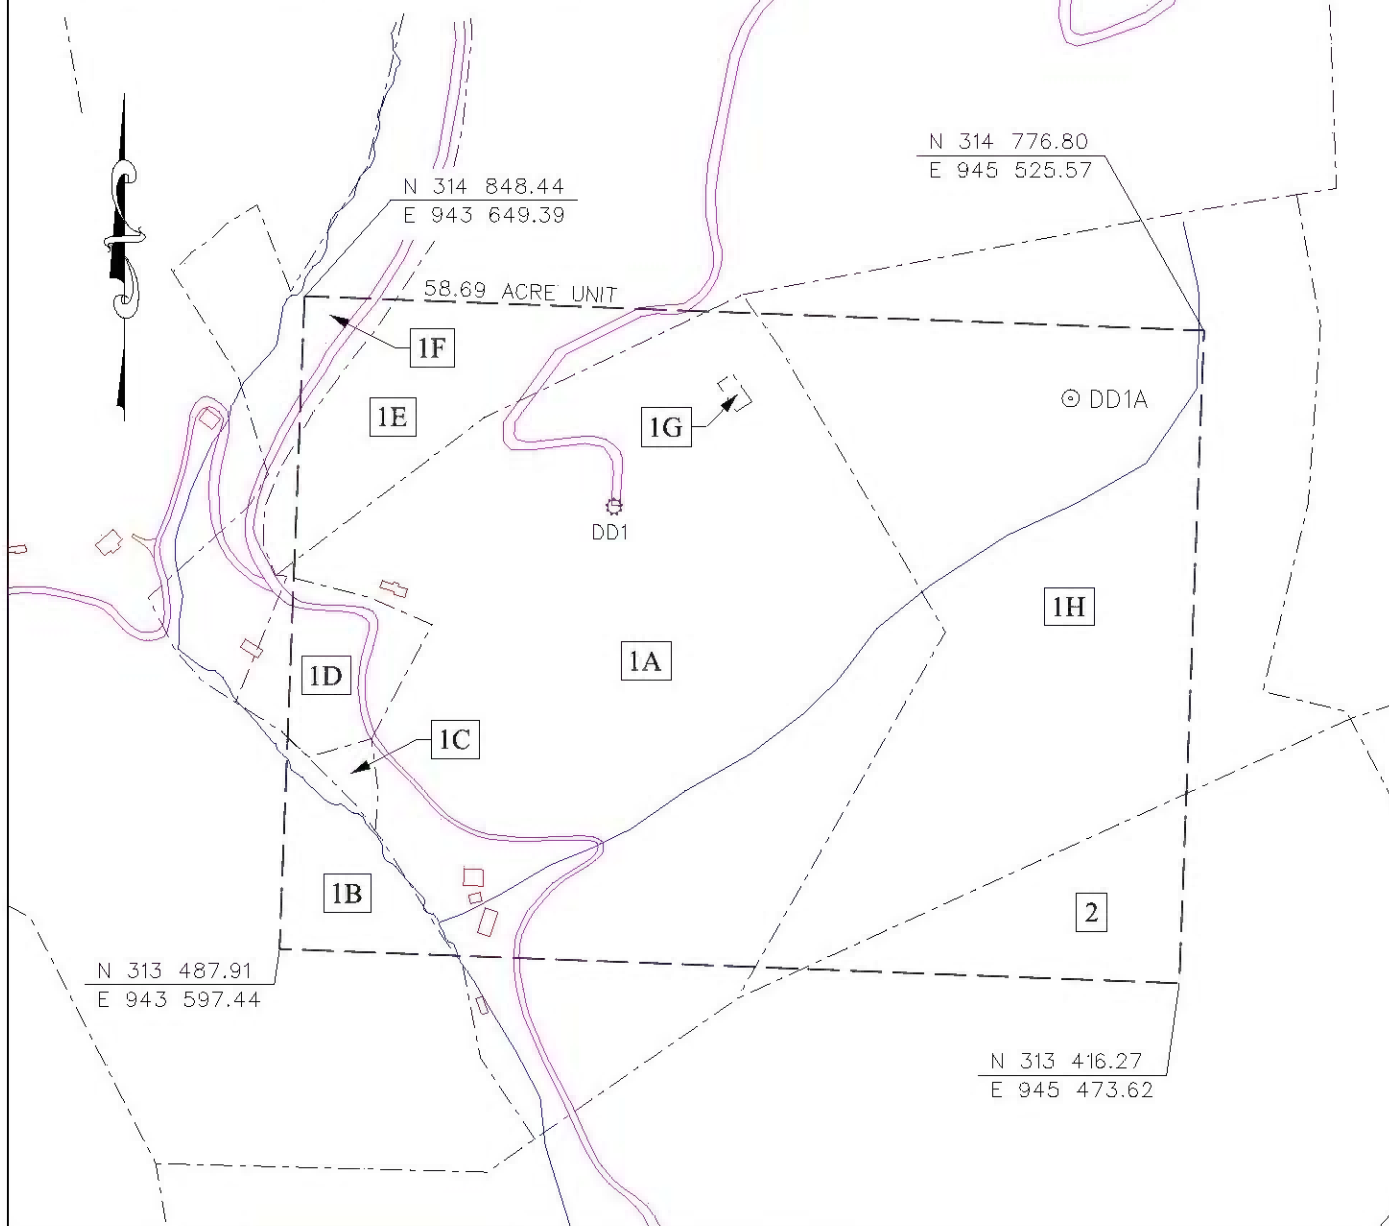 N 314 776.80
E 945 525.57
N 314 848.44
E 943 649.39
58.69 ACRE UNIT
1F
1E
1G
DD1A
DD1
1H
1A
1D
1C
1B
2
N 313 487.91
E 943 597.44
N 313 416.27
E 945 473.62